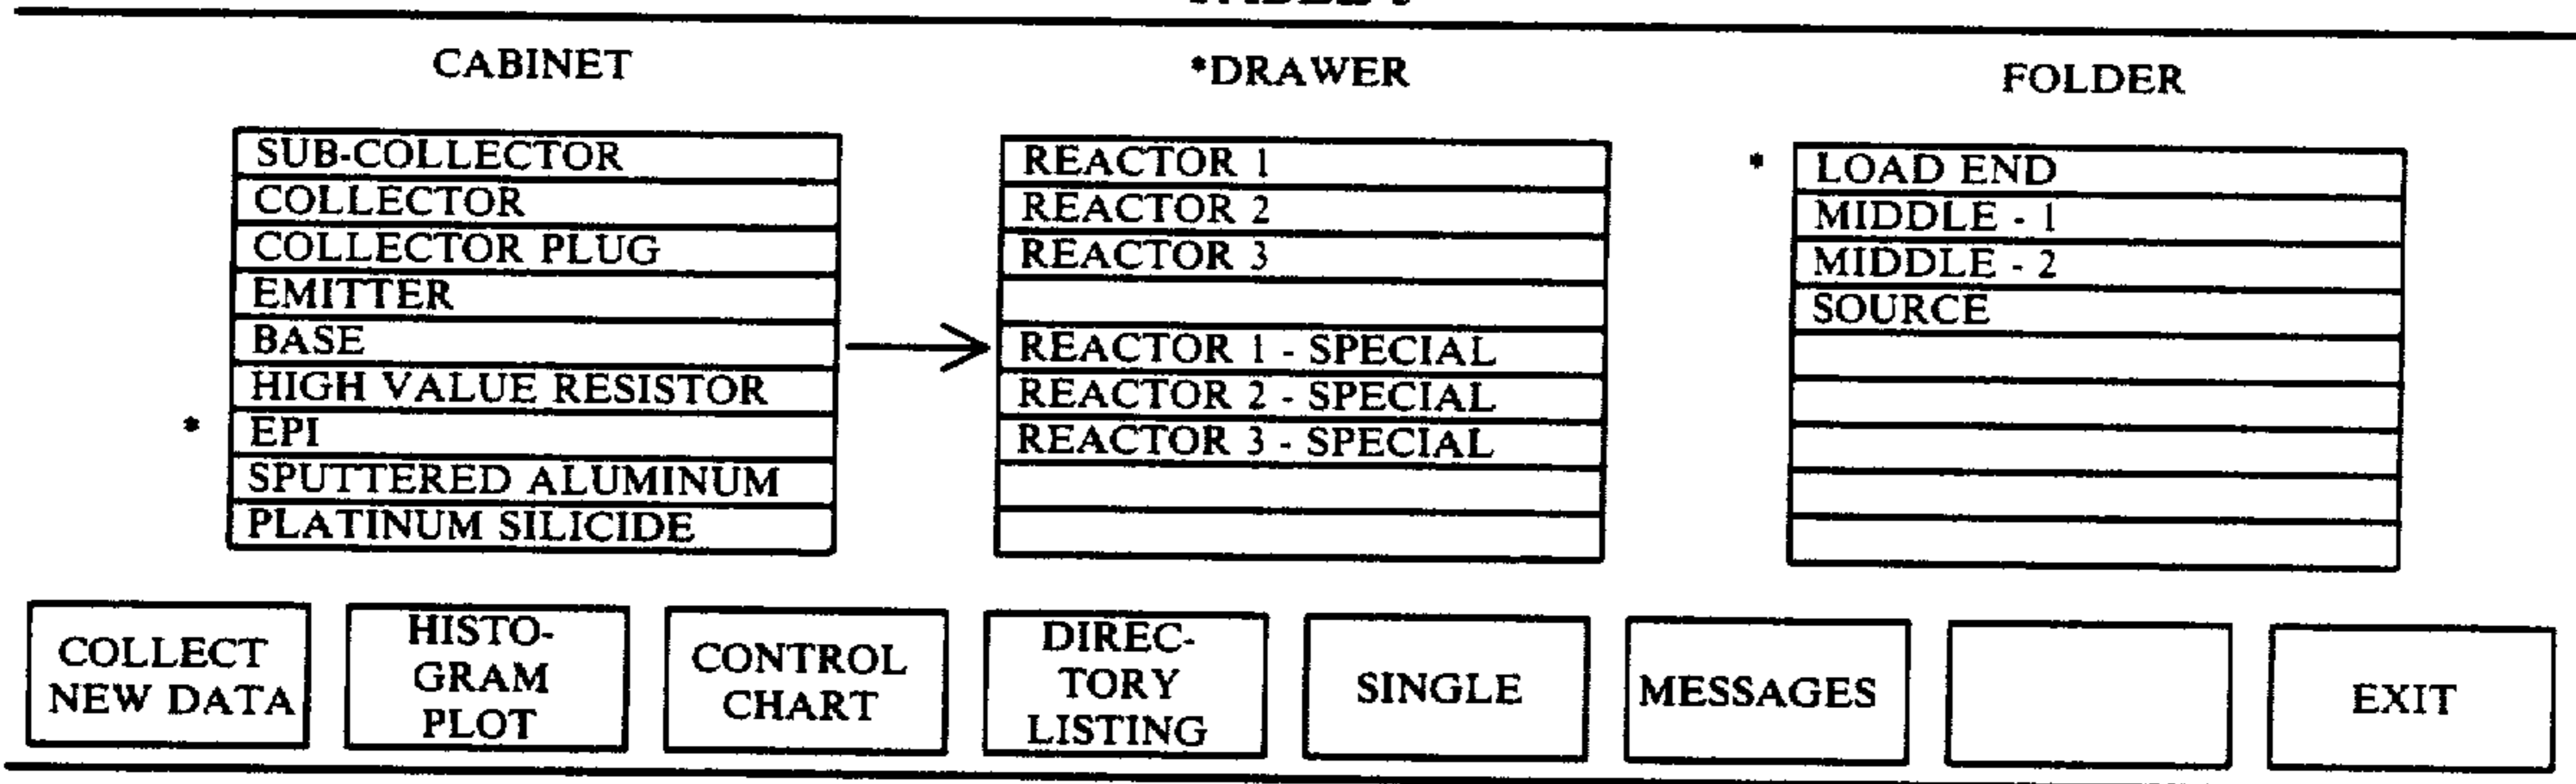 CABINET
*DRAWER
FOLDER
SUB-COLLECTOR
COLLECTOR
COLLECTOR PLUG
EMITTER
BASE
HIGH VALUE RESISTOR
* EPI
SPUTTERED ALUMINUM
PLATINUM SILICIDE
REACTOR 1
REACTOR 2
REACTOR 3
REACTOR 1 - SPECIAL
REACTOR 2 - SPECIAL
REACTOR 3 - SPECIAL
* LOAD END
MIDDLE - 1
MIDDLE - 2
SOURCE
COLLECT
NEW DATA
HISTO-
GRAM
PLOT
CONTROL
CHART
DIREC-
TORY
LISTING
SINGLE
MESSAGES
EXIT